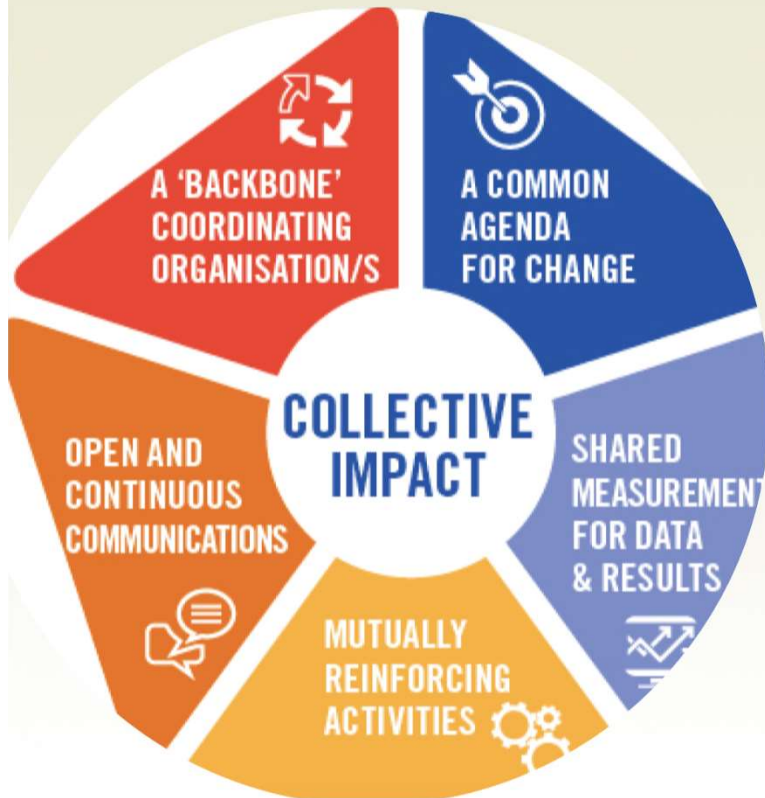 A ‘BACKBONE’
COORDINATING
ORGANISATION/S
A COMMON
AGENDA
FOR CHANGE
COLLECTIVE
IMPACT
SHARED
MEASUREMENT
FOR DATA
& RESULTS
OPEN AND
CONTINUOUS
COMMUNICATIONS
MUTUALLY
REINFORCING
ACTIVITIES